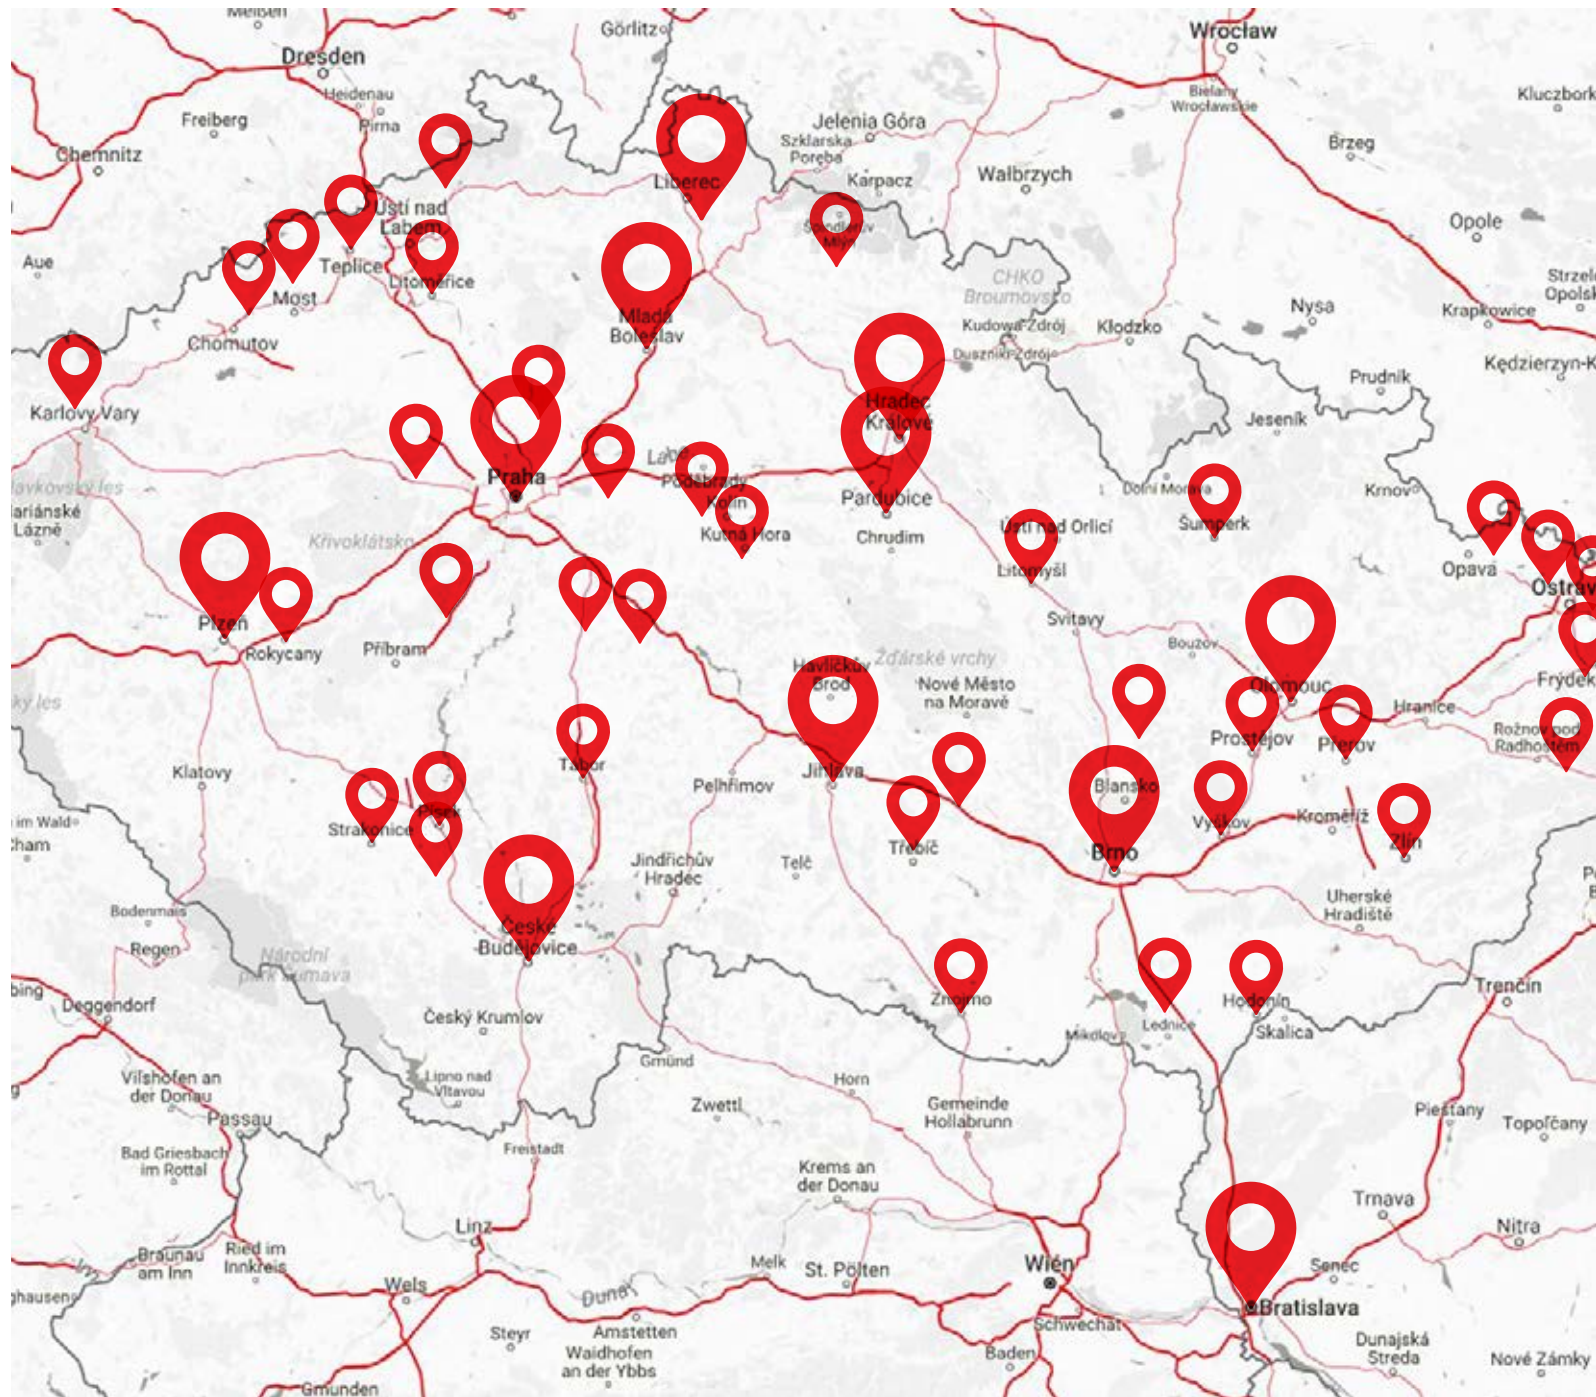 Meißen
Görlitz
Wrocław
Dresden
Heidenau
Bielany
Wrocławskie
Kluczbork
Freiberg
Pirna
Jelenia Góra
Szklarska
Poręba
Brzeg
Chemnitz
Karpacz
Wałbrzych
Liberec
Ústí nad
Labem
Špindlerův
Mlýn
Opole
Aue
Teplice
Litoměřice
CHKO
Broumovsko
Most
Nysa
Krapkowice
Mladá
Boleslav
Kudowa-Zdrój
Kłodzko
Chomutov
Duszniki-Zdrój
Prudnik
Karlovy Vary
Hradec
Králové
Jeseník
Labe
Praha
Poděbrady
Kolín
Pardubice
Dolní Morava
Krnov
Lázně
Křivoklátsko
Kutná Hora
Chrudim
Ústí nad Orlicí
Šumperk
Litomyšl
Opava
Plzeň
Svitavy
Rokycany
Příbram
Bouzov
Havlíčkův
Brod
Žďárské vrchy
Nové Město
na Moravě
Olomouc
Hranice
Prostějov
Přerov
Rožnov pod
Radhoštěm
Klatovy
Tábor
Pelhřimov
Jihlava
Blansko
Písek
Strakonice
Vyškov
Kroměříž
Zlín
Třebíč
Brno
Jindřichův
Hradec
Telč
Uherské
Hradiště
Bodenmais
České
Budějovice
Regen
Národní
park Šumava
Deggendorf
Znojmo
Hodonín
Trenčín
Český Krumlov
Mikulov
Lednice
Skalica
Gmünd
Vilshofen an
der Donau
Lipno nad
Vltavou
Horn
Zwettl
Gemeinde
Hollabrunn
Piešťany
Topoľčany
Passau
Bad Griesbach
im Rottal
Freistadt
Krems an
der Donau
Trnava
Linz
Nitra
Braunau
am Inn
Ried im
Innkreis
Melk
St. Pölten
Wien
Senec
Wels
Dunaj
Bratislava
Steyr
Amstetten
Schwechat
Waidhofen
an der Ybbs
Baden
Dunajská
Streda
Nové Zámky
Gmunden